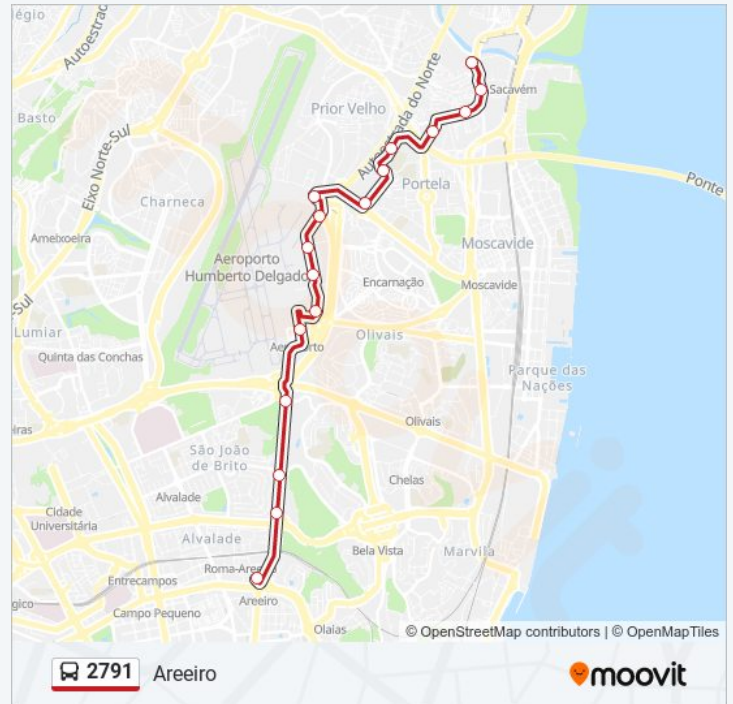 légio
Autoestrad
Autoestrada do Norte
Sacavém
Prior Velho
Basto
Eixo Norte-Sul
Portela
Ponte
Charneca
Ameixoeira
Moscavide
Aeroporto
Humberto Delgado
Encarnação
Moscavide
-Sul
Lumiar
Olivais
Quinta das Conchas
Aeroporto
Parque das
Nações
eiras
Olivais
São João
de Brito
Chelas
Alvalade
Cidade
Universitária
Alvalade
Bela Vista
Marvila
Roma-Areeiro
Entrecampos
gico
Areeiro
Campo Pequeno
Olaias
© OpenStreetMap contributors | © OpenMapTiles
2791 Areeiro
moovit